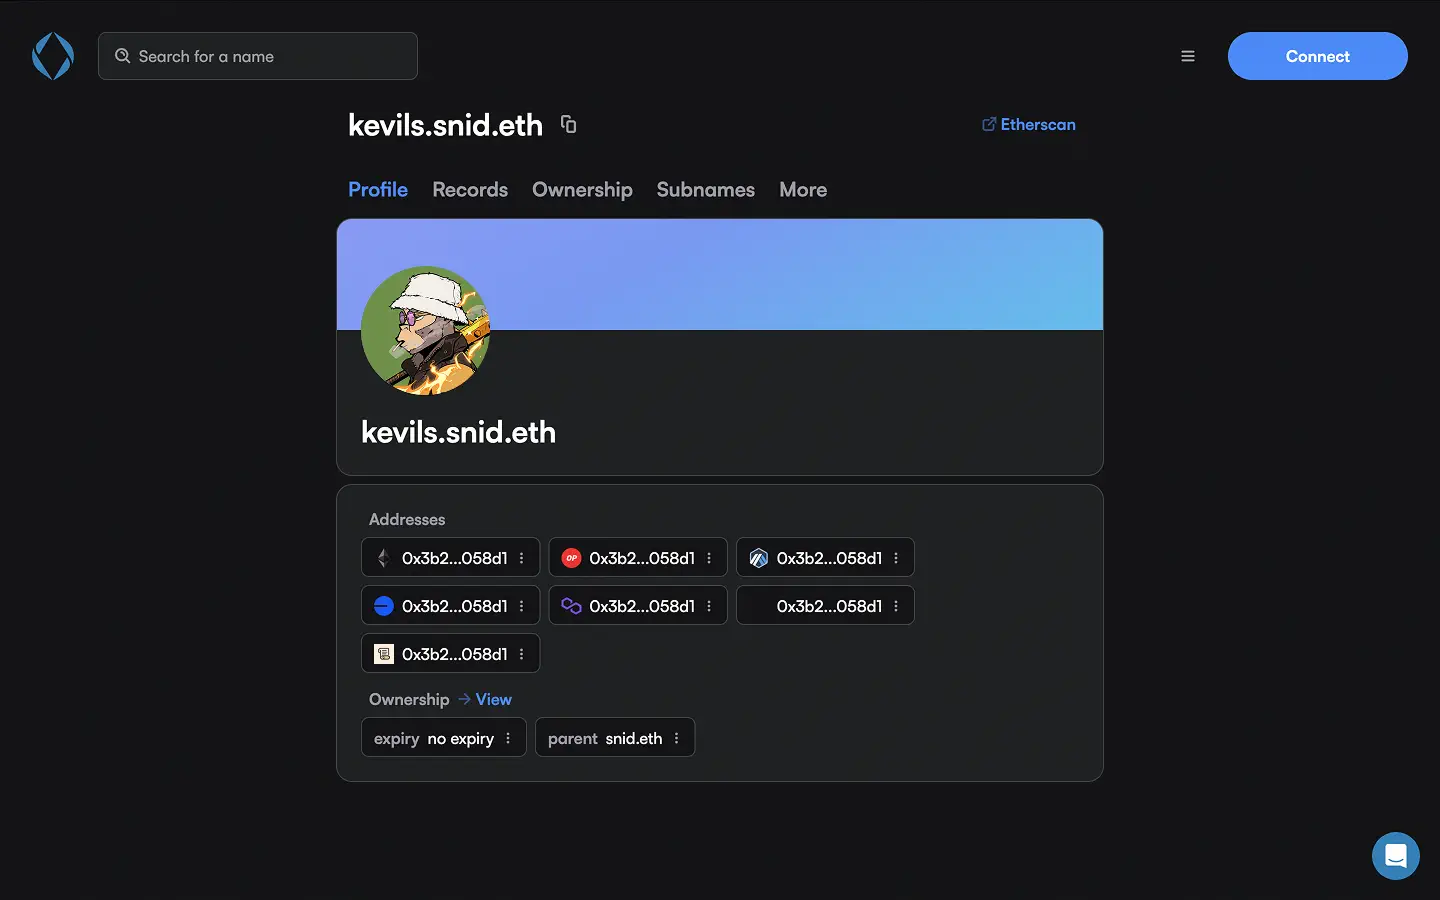 Search for a name
Connect
kevils.snid.eth
Etherscan
Profile Records Ownership Subnames More
kevils.snid.eth
Addresses
0x3b2...058d1 OP 0x3b2...058d1 0x3b2...058d1
0x3b2...058d1 0x3b2...058d1 0x3b2...058d1
0x3b2...058d1
Ownership → View
expiry no expiry parent snid.eth